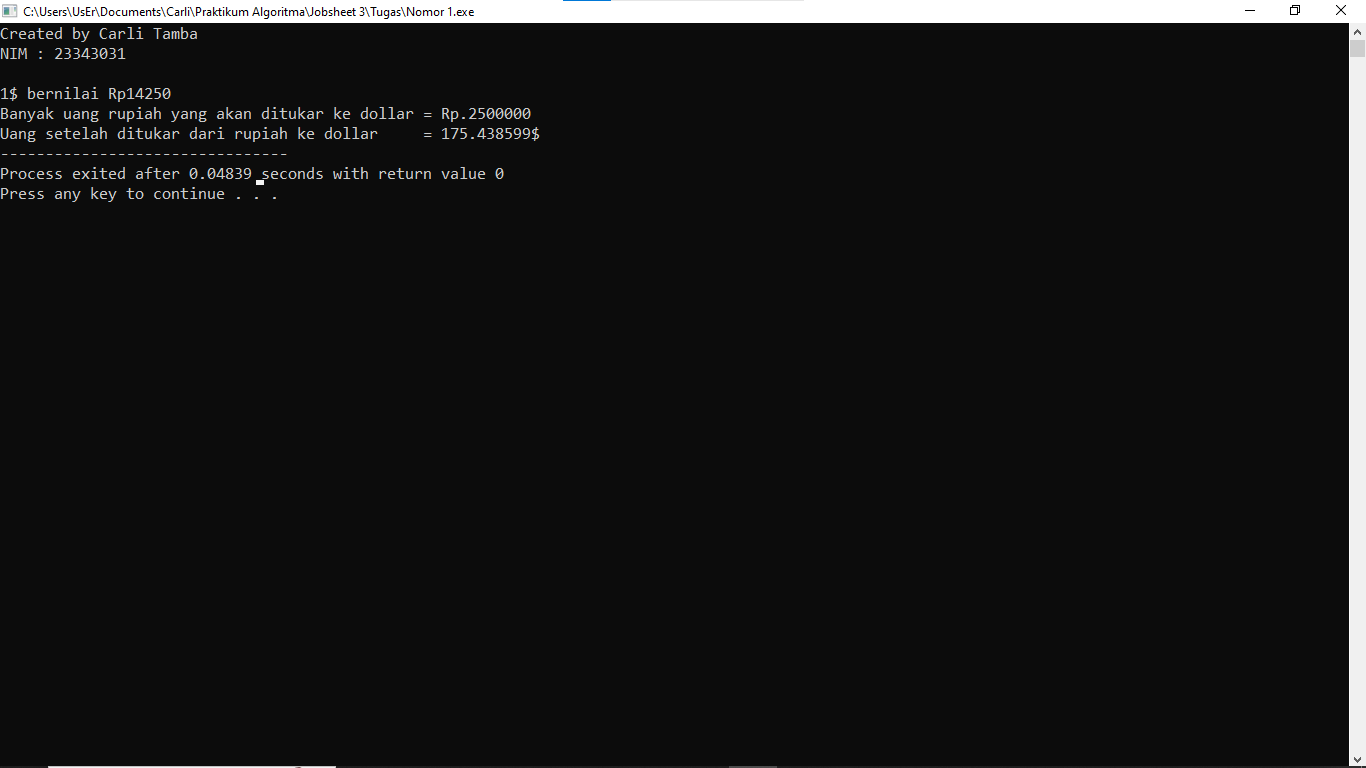 C:\Users\UsEr\Documents\Carli\Praktikum Algoritma\Jobsheet 3\Tugas\Nomor 1.exe
Created by Carli Tamba
NIM : 23343031
1$ bernilai Rp14250
Banyak uang rupiah yang akan ditukar ke dollar = Rp.2500000
Uang setelah ditukar dari rupiah ke dollar     = 175.438599$
--------------------------------
Process exited after 0.04839 seconds with return value 0
Press any key to continue . . .